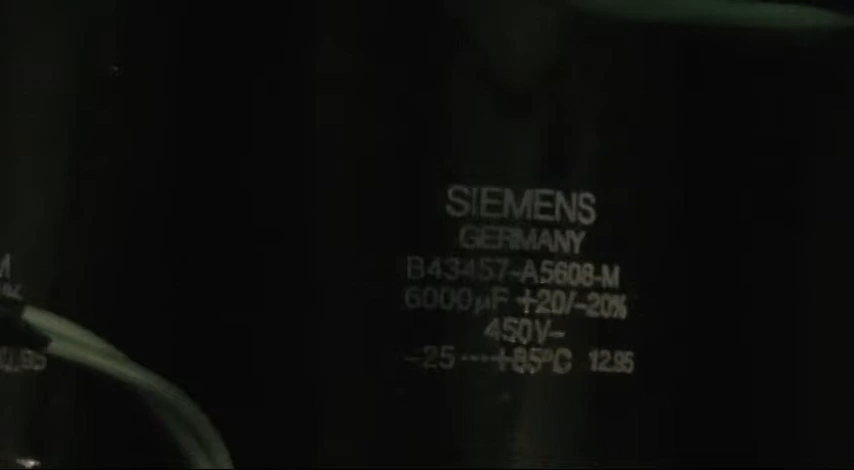 SIEMENS
GERMANY
B43457-A5608-M
6000µF +20/-20%
450V-
-25····+85°C 12.95